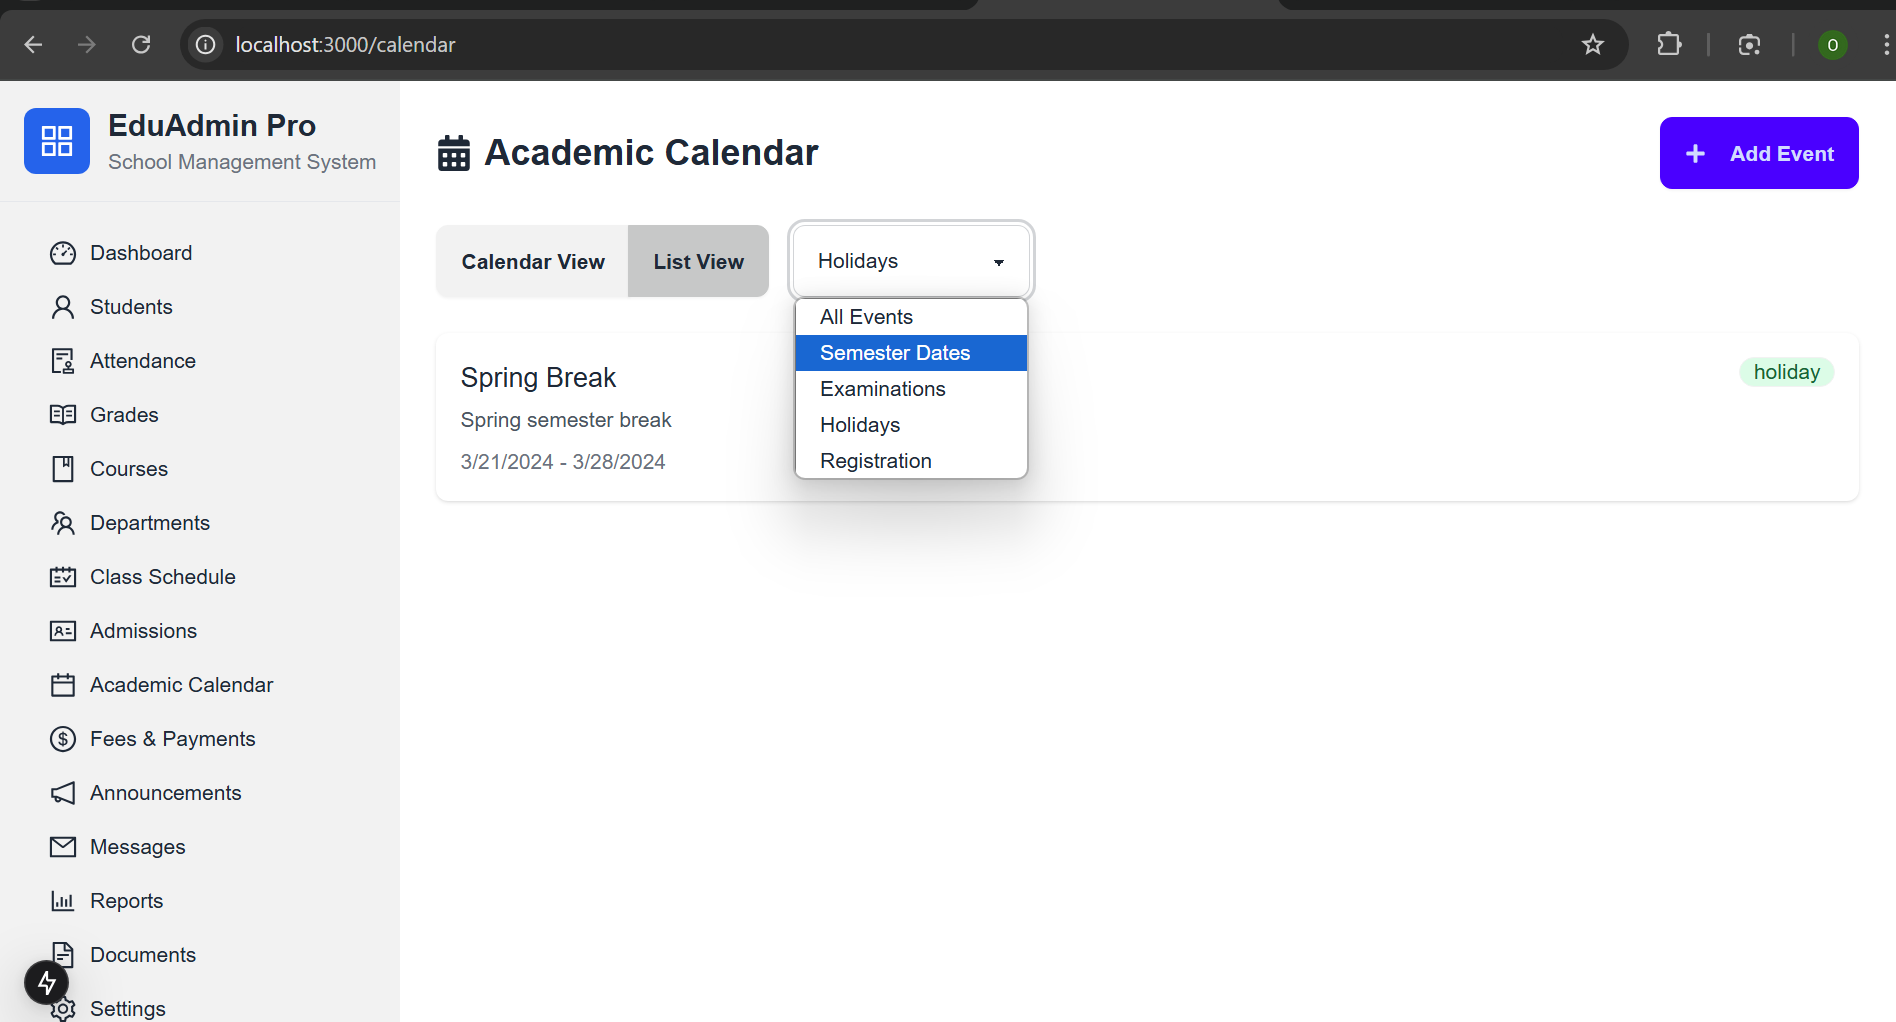 localhost:3000/calendar
O
EduAdmin Pro
School Management System
Dashboard
Students
Attendance
Grades
Courses
Departments
Class Schedule
Admissions
Academic Calendar
Fees & Payments
Announcements
Messages
Reports
Documents
Settings
Academic Calendar
+ Add Event
Calendar View
List View
Holidays
All Events
Semester Dates
Examinations
Holidays
Registration
Spring Break
holiday
Spring semester break
3/21/2024 - 3/28/2024